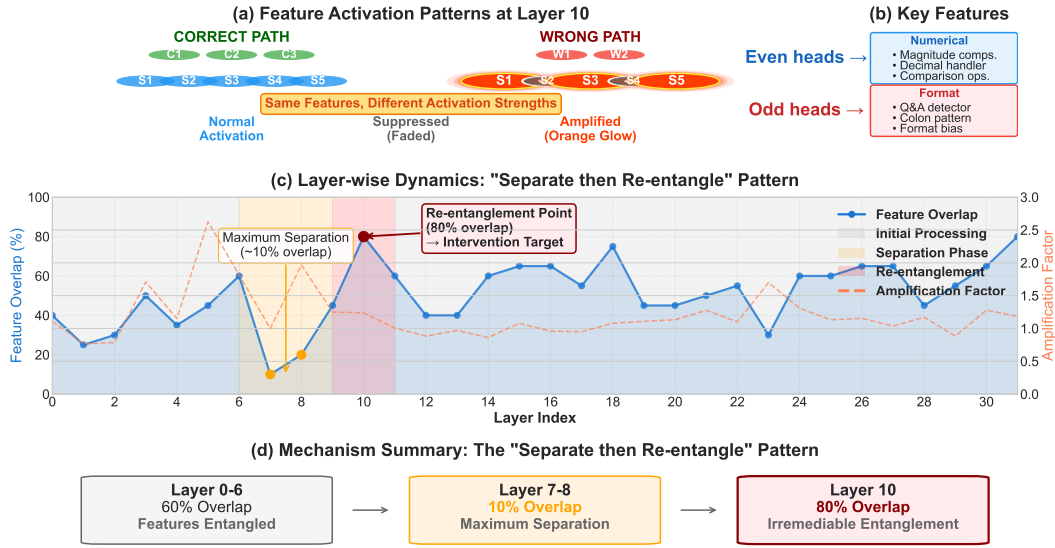 (a) Feature Activation Patterns at Layer 10
CORRECT PATH
C1 C2 C3
S1 S2 S3 S4 S5
WRONG PATH
W1 W2
S1 S2 S3 S4 S5
Same Features, Different Activation Strengths
Normal
Activation
Suppressed
(Faded)
Amplified
(Orange Glow)
(b) Key Features
Even heads →
Numerical
• Magnitude comps.
• Decimal handler
• Comparison ops.
Odd heads →
Format
• Q&A detector
• Colon pattern
• Format bias
(c) Layer-wise Dynamics: "Separate then Re-entangle" Pattern
Feature Overlap (%)
100
80
60
40
20
0
Maximum Separation
(~10% overlap)
Re-entanglement Point
(80% overlap)
→ Intervention Target
Feature Overlap
Initial Processing
Separation Phase
Re-entanglement
Amplification Factor
3.0
2.5
2.0
1.5
1.0
0.5
0.0
Amplification Factor
0 2 4 6 8 10 12 14 16 18 20 22 24 26 28 30
Layer Index
(d) Mechanism Summary: The "Separate then Re-entangle" Pattern
Layer 0-6
60% Overlap
Features Entangled
Layer 7-8
10% Overlap
Maximum Separation
Layer 10
80% Overlap
Irremediable Entanglement